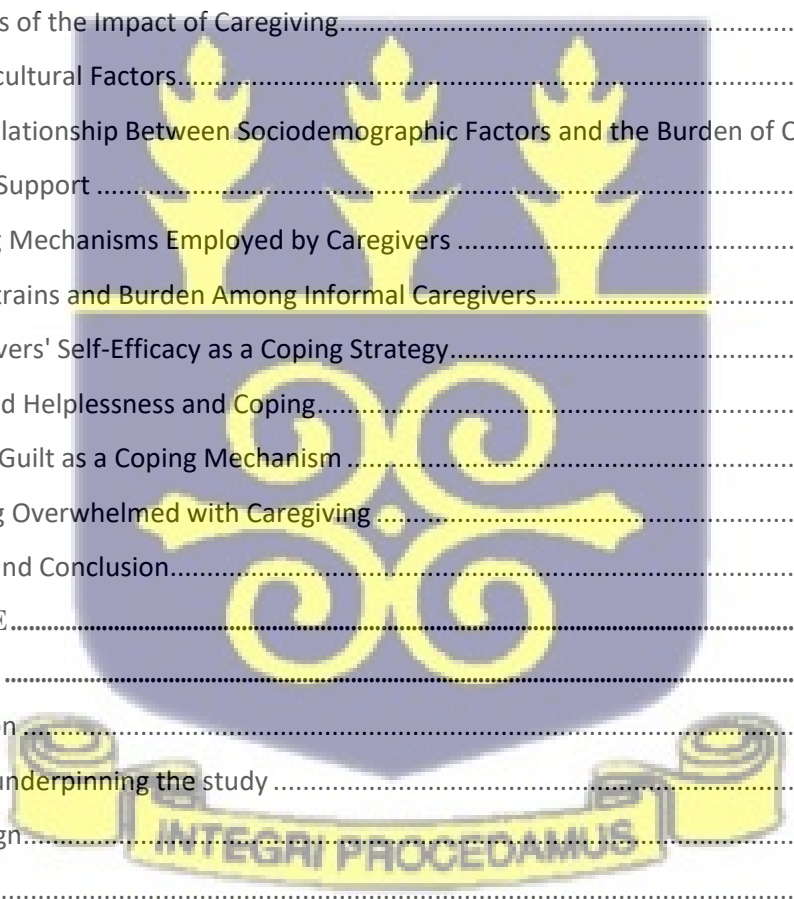 s of the Impact of Caregiving
cultural Factors
lationship Between Sociodemographic Factors and the Burden of C
Support
g Mechanisms Employed by Caregivers
trains and Burden Among Informal Caregivers
vers' Self-Efficacy as a Coping Strategy
d Helplessness and Coping
Guilt as a Coping Mechanism
g Overwhelmed with Caregiving
nd Conclusion
E
on
underpinning the study
gn
INTEGRI PROCEDAMUS